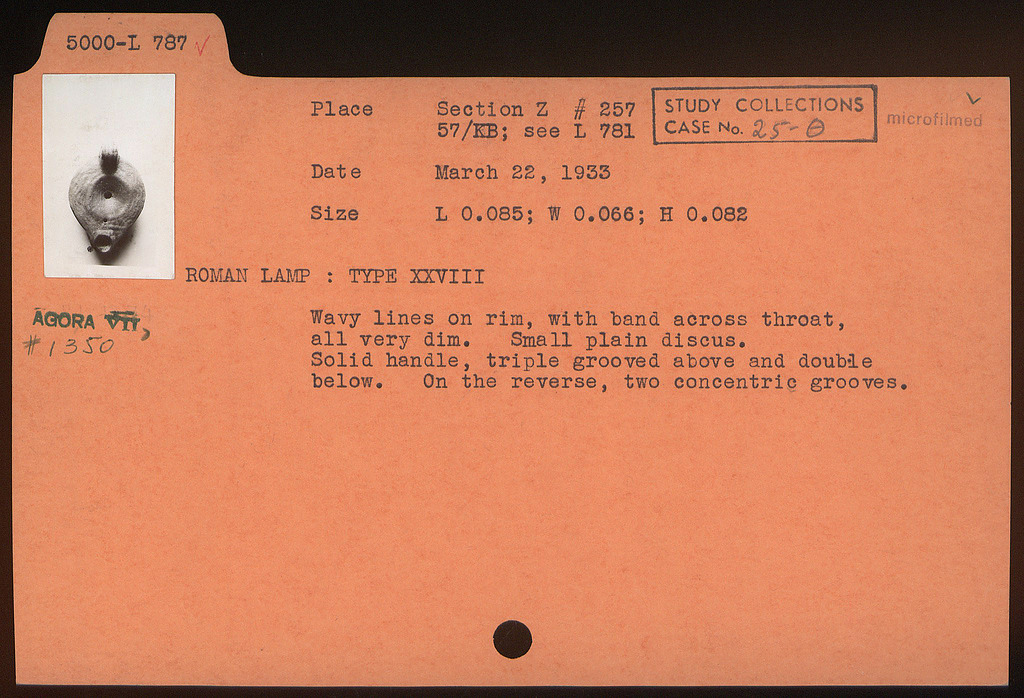 5000-L 787 ✓
Place Section Z # 257
57/KB; see L 781
STUDY COLLECTIONS
CASE No. 25-θ
✓
microfilmed
Date March 22, 1933
Size L 0.085; W 0.066; H 0.082
ROMAN LAMP : TYPE XXVIII
AGORA VII,
#1350
Wavy lines on rim, with band across throat,
all very dim. Small plain discus.
Solid handle, triple grooved above and double
below. On the reverse, two concentric grooves.